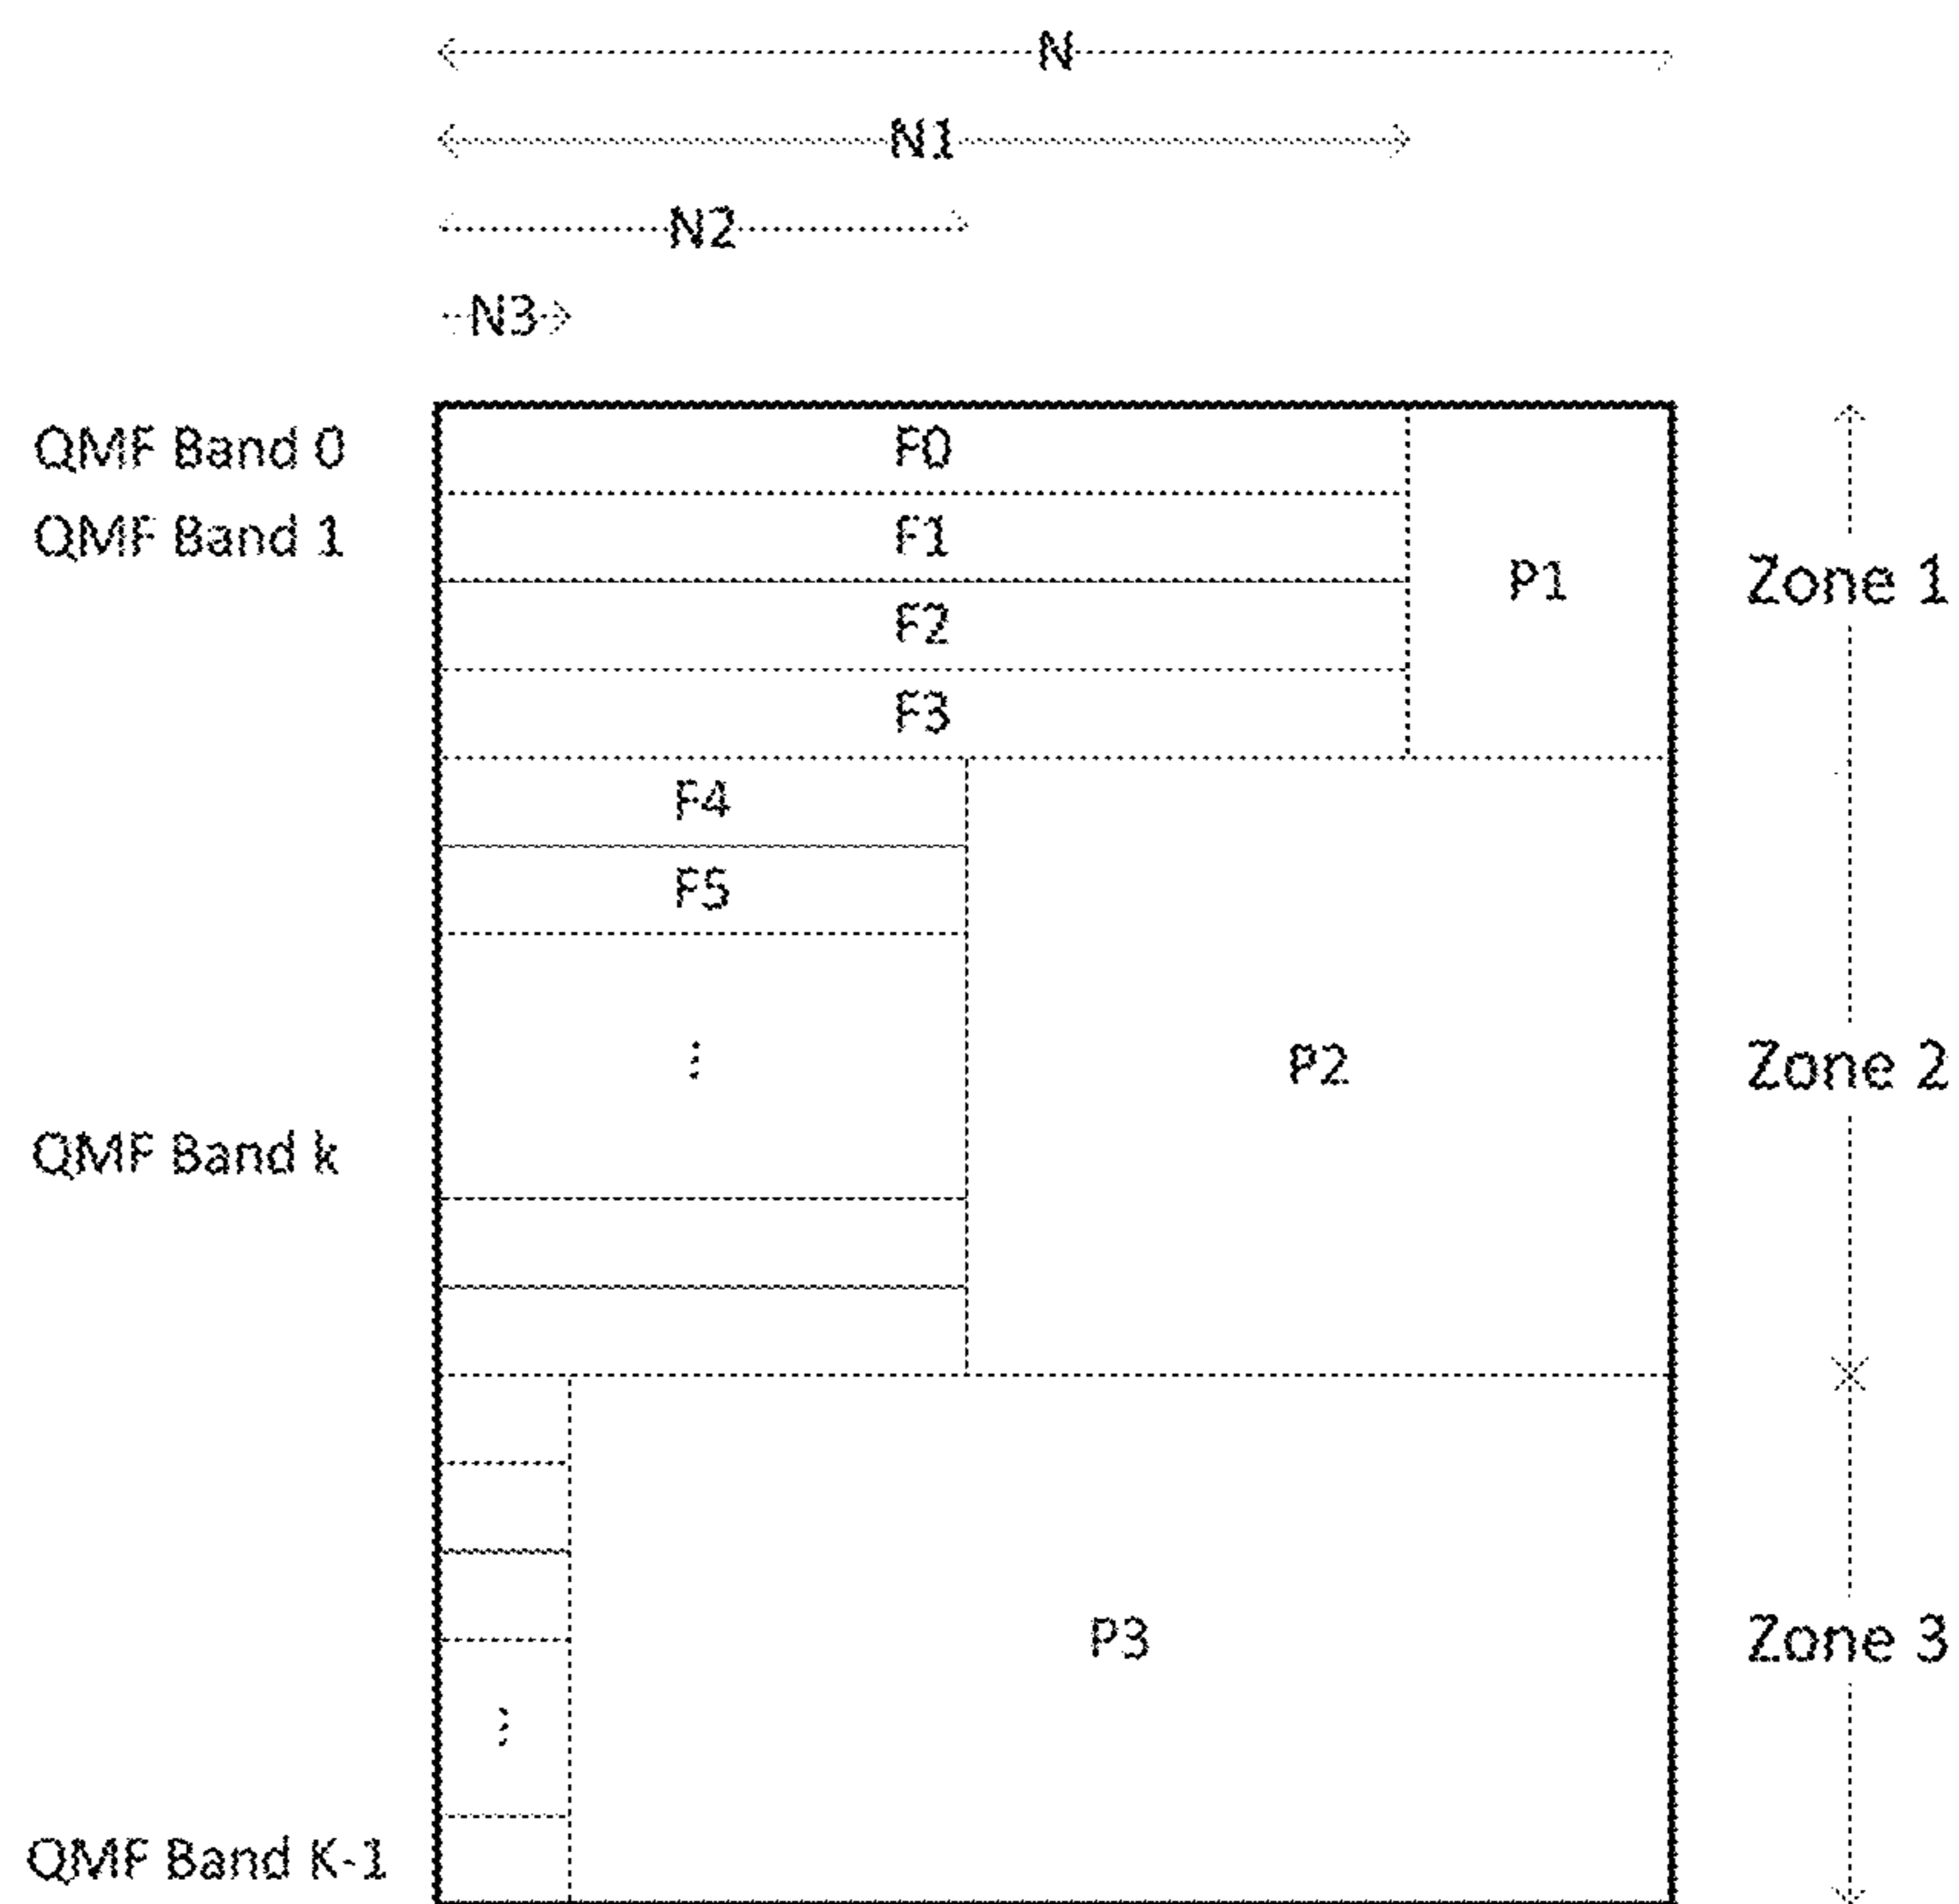 N
N1
N2
N3
QMF Band 0
F0
QMF Band 1
F1
P1
Zone 1
F2
F3
F4
F5
P2
Zone 2
QMF Band k
P3
Zone 3
QMF Band K-1